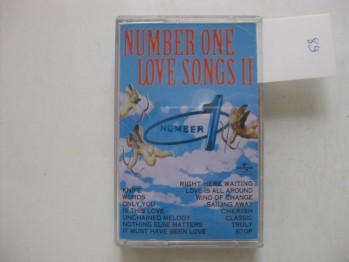 NUMBER ONE
LOVE SONGS II
68
NUMBER 1
KNIFE
WORDS
ONLY YOU
IS THIS LOVE
UNCHAINED MELODY
NOTHING ELSE MATTERS
IT MUST HAVE BEEN LOVE
RIGHT HERE WAITING
LOVE IS ALL AROUND
WIND OF CHANGE
SAILING AWAY
CHERISH
CLASSIC
TRULY
STOP